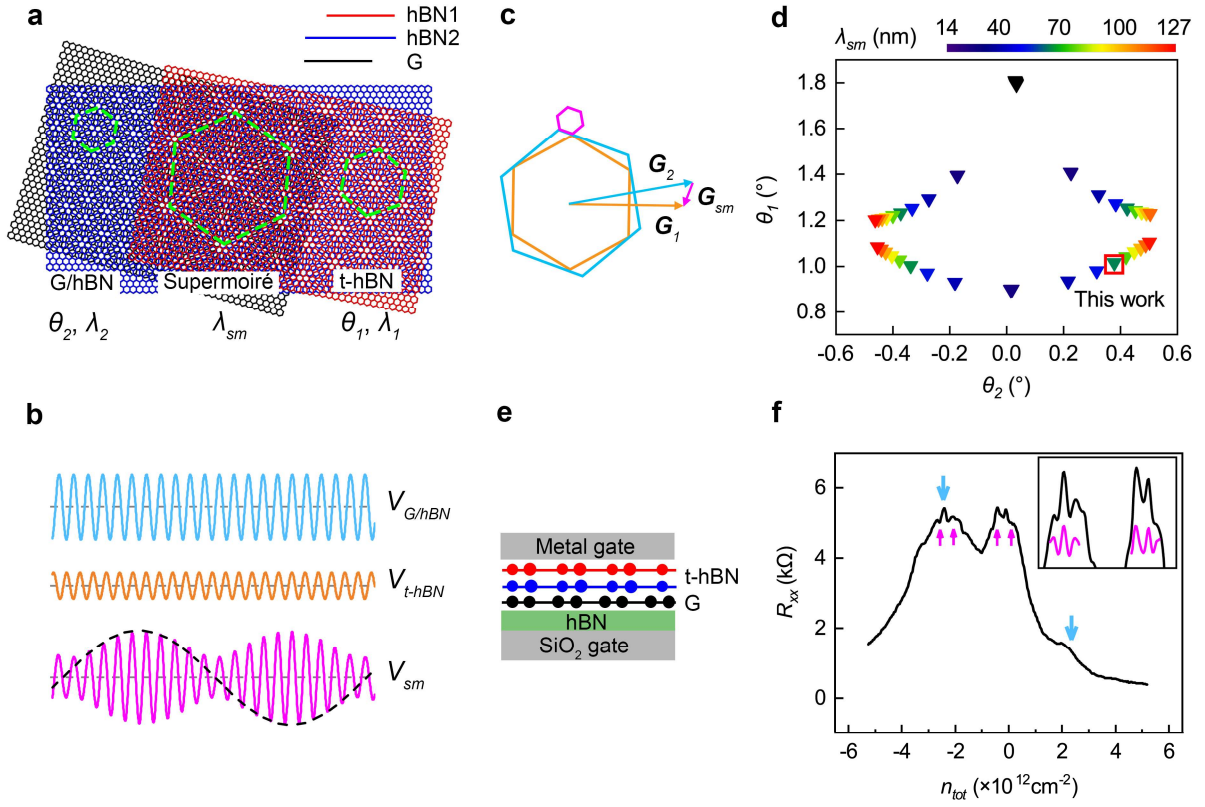 a
hBN1
hBN2
G
G/hBN
Supermoiré
t-hBN
θ2, λ2
λsm
θ1, λ1
b
VG/hBN
Vt-hBN
Vsm
c
G2
Gsm
G1
d
λsm (nm)
14 40 70 100 127
θ1 (°)
1.8
1.6
1.4
1.2
1.0
0.8
This work
-0.6 -0.4 -0.2 0.0 0.2 0.4 0.6
θ2 (°)
e
Metal gate
t-hBN
G
hBN
SiO2 gate
f
Rxx (kΩ)
6
4
2
0
-6 -4 -2 0 2 4 6
ntot (×10^12cm^-2)